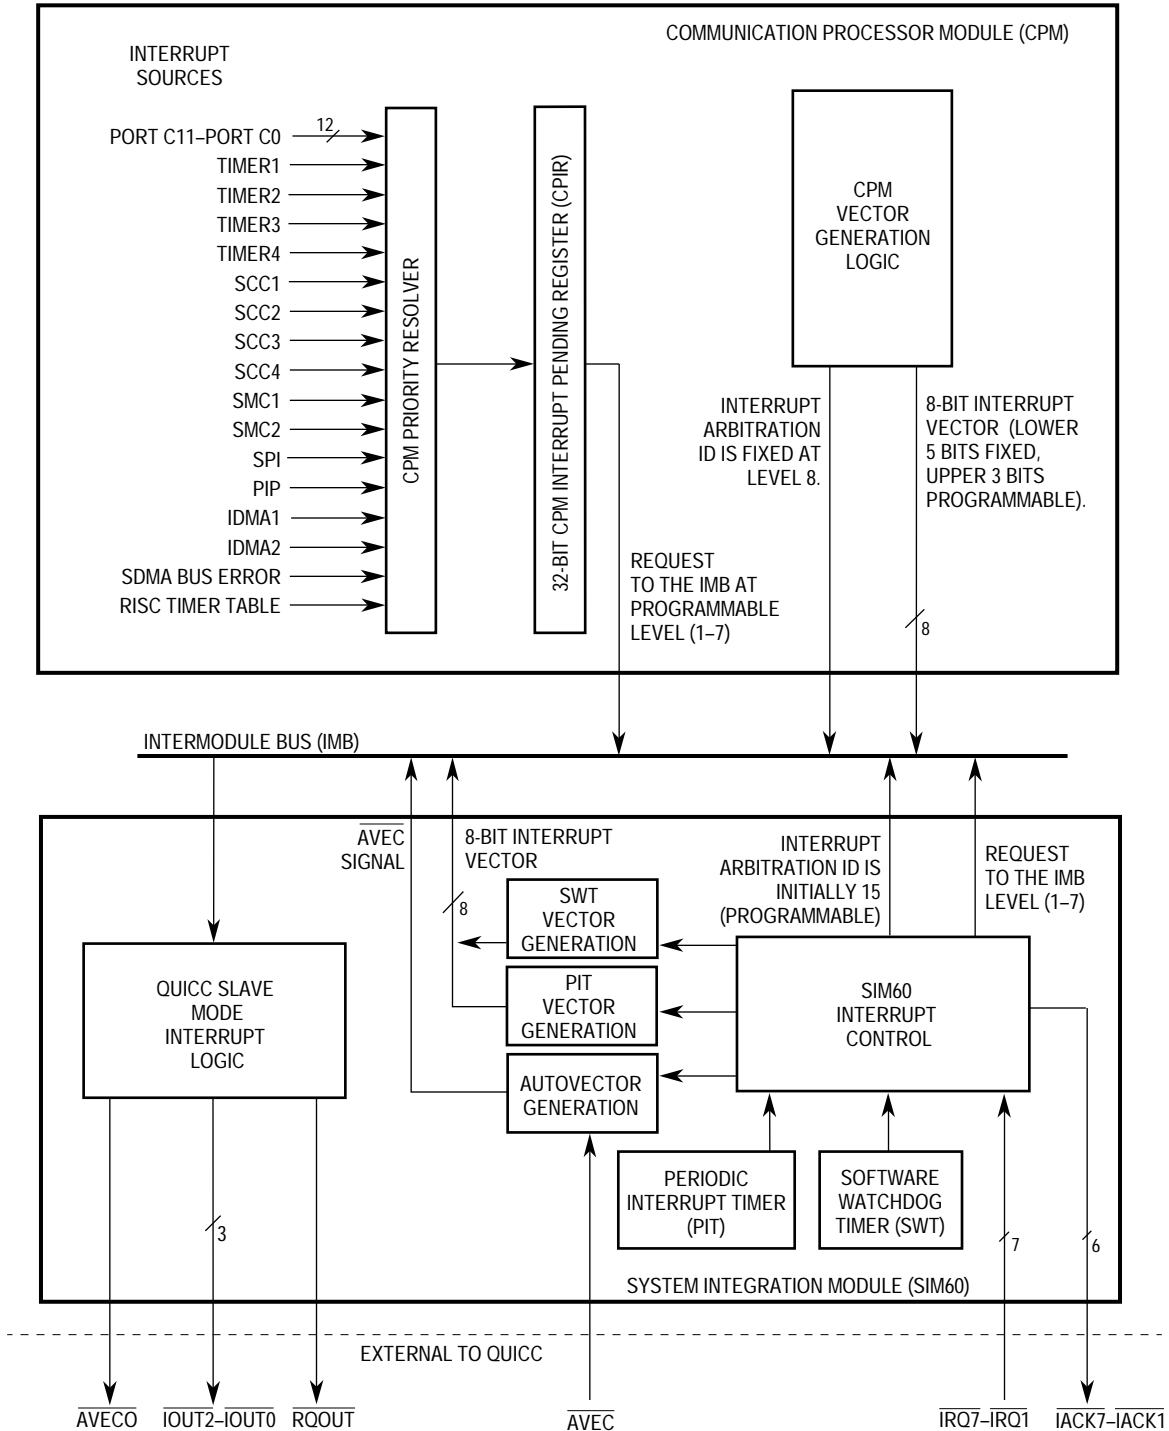 COMMUNICATION PROCESSOR MODULE (CPM)
INTERRUPT
SOURCES
PORT C11–PORT C0
12
TIMER1
TIMER2
TIMER3
TIMER4
SCC1
SCC2
SCC3
SCC4
SMC1
SMC2
SPI
PIP
IDMA1
IDMA2
SDMA BUS ERROR
RISC TIMER TABLE
CPM PRIORITY RESOLVER
32-BIT CPM INTERRUPT PENDING REGISTER (CPIR)
REQUEST
TO THE IMB AT
PROGRAMMABLE
LEVEL (1–7)
CPM
VECTOR
GENERATION
LOGIC
INTERRUPT
ARBITRATION
ID IS FIXED AT
LEVEL 8.
8-BIT INTERRUPT
VECTOR (LOWER
5 BITS FIXED,
UPPER 3 BITS
PROGRAMMABLE).
8
INTERMODULE BUS (IMB)
AVEC
SIGNAL
8-BIT INTERRUPT
VECTOR
8
INTERRUPT
ARBITRATION ID IS
INITIALLY 15
(PROGRAMMABLE)
REQUEST
TO THE IMB
LEVEL (1–7)
SWT
VECTOR
GENERATION
PIT
VECTOR
GENERATION
AUTOVECTOR
GENERATION
QUICC SLAVE
MODE
INTERRUPT
LOGIC
SIM60
INTERRUPT
CONTROL
PERIODIC
INTERRUPT TIMER
(PIT)
SOFTWARE
WATCHDOG
TIMER (SWT)
3
7
6
SYSTEM INTEGRATION MODULE (SIM60)
EXTERNAL TO QUICC
AVECO
IOUT2–IOUT0
RQOUT
AVEC
IRQ7–IRQ1
IACK7–IACK1